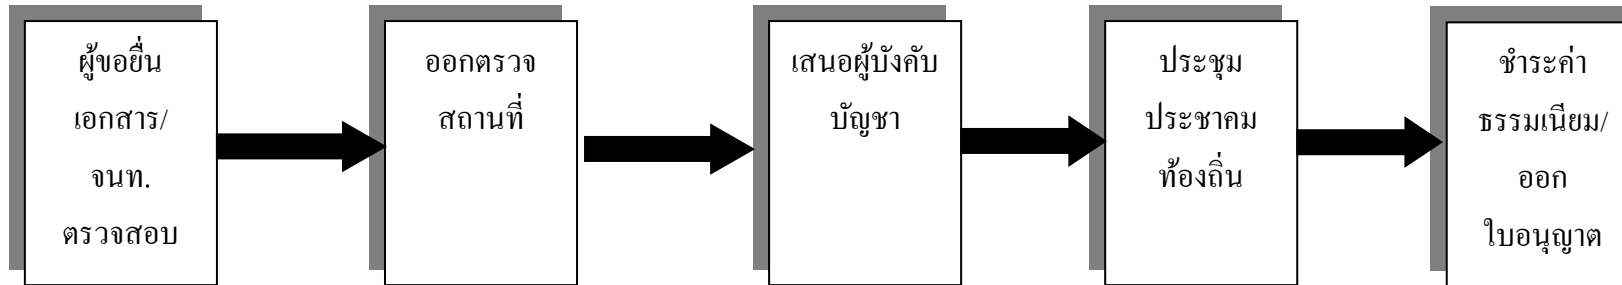 ผู้ขอยื่น
เอกสาร/
จนท.
ตรวจสอบ
ออกตรวจ
สถานที่
เสนอผู้บังคับ
บัญชา
ประชุม
ประชาคม
ท้องถิ่น
ชำระค่า
ธรรมเนียม/
ออก
ใบอนุญาต